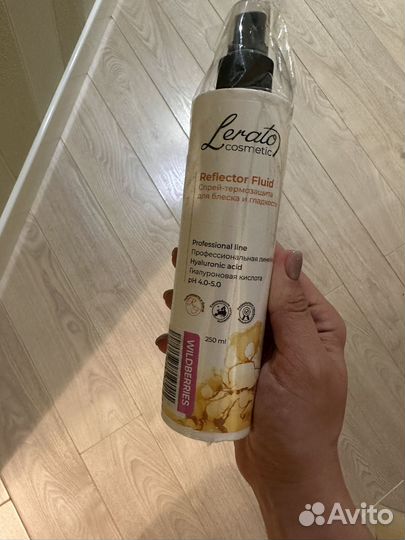 Lerato
cosmetic
Reflector Fluid
Спрей-термозащита
для блеска и гладкости
Professional line
Профессиональная
Hyaluronic acid
Гиалуроновая кислота
pH 4.0-5.0
250 ml
WILDBERRIES
Avito